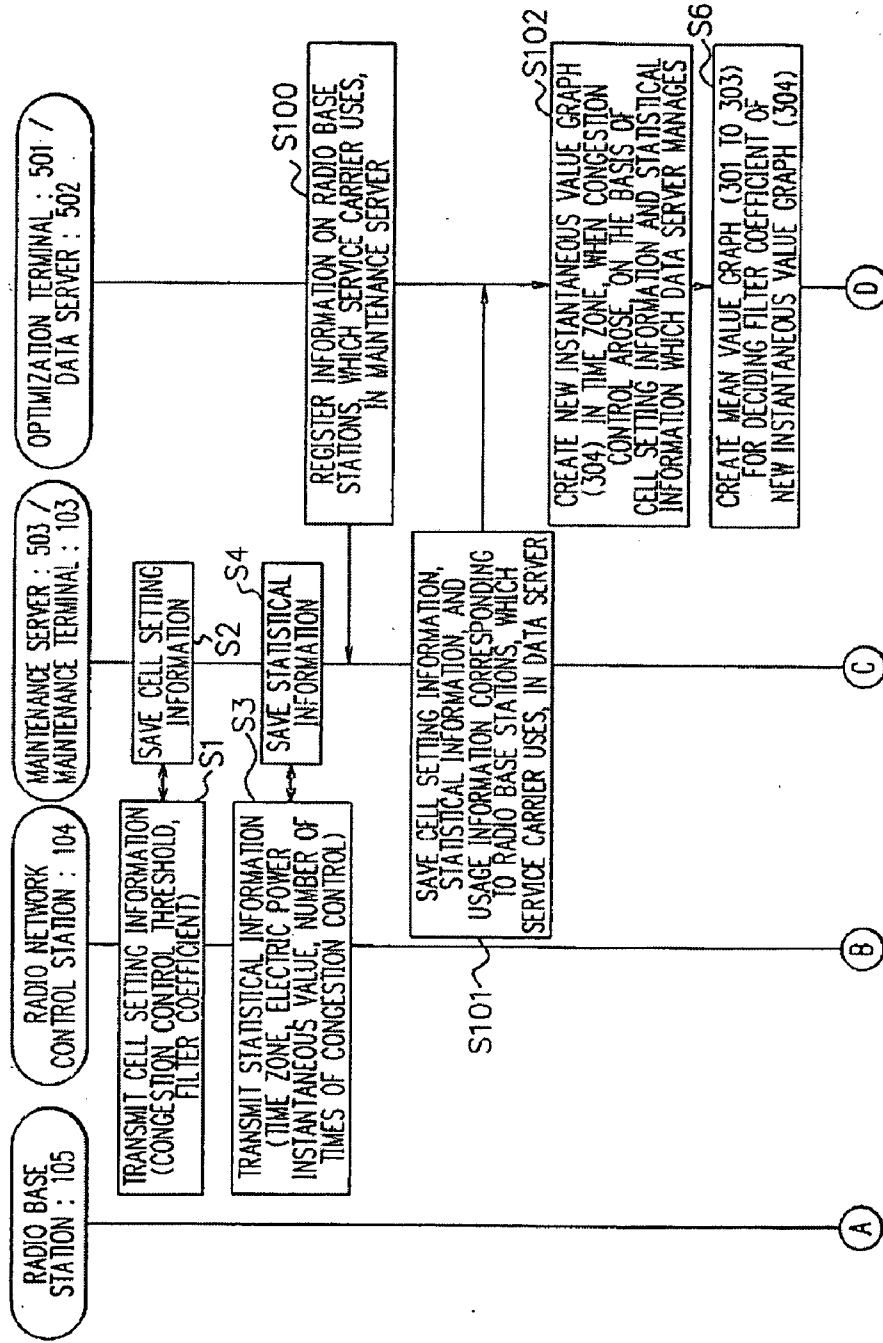 RADIO BASE
STATION : 105
RADIO NETWORK
CONTROL STATION : 104
MAINTENANCE SERVER : 503 /
MAINTENANCE TERMINAL : 103
OPTIMIZATION TERMINAL : 501 /
DATA SERVER : 502
TRANSMIT CELL SETTING INFORMATION
(CONGESTION CONTROL THRESHOLD,
FILTER COEFFICIENT)
S1
SAVE CELL SETTING
INFORMATION
S2
TRANSMIT STATISTICAL INFORMATION
(TIME ZONE, ELECTRIC POWER
INSTANTANEOUS VALUE, NUMBER OF
TIMES OF CONGESTION CONTROL)
S3
SAVE STATISTICAL
INFORMATION
S4
REGISTER INFORMATION ON RADIO BASE
STATIONS, WHICH SERVICE CARRIER USES,
IN MAINTENANCE SERVER
S100
SAVE CELL SETTING INFORMATION,
STATISTICAL INFORMATION, AND
USAGE INFORMATION CORRESPONDING
TO RADIO BASE STATIONS, WHICH
SERVICE CARRIER USES, IN DATA SERVER
S101
CREATE NEW INSTANTANEOUS VALUE GRAPH
(304) IN TIME ZONE, WHEN CONGESTION
CONTROL AROSE, ON THE BASIS OF
CELL SETTING INFORMATION AND STATISTICAL
INFORMATION WHICH DATA SERVER MANAGES
S102
CREATE MEAN VALUE GRAPH (301 TO 303)
FOR DECIDING FILTER COEFFICIENT OF
NEW INSTANTANEOUS VALUE GRAPH (304)
S6
A
B
C
D